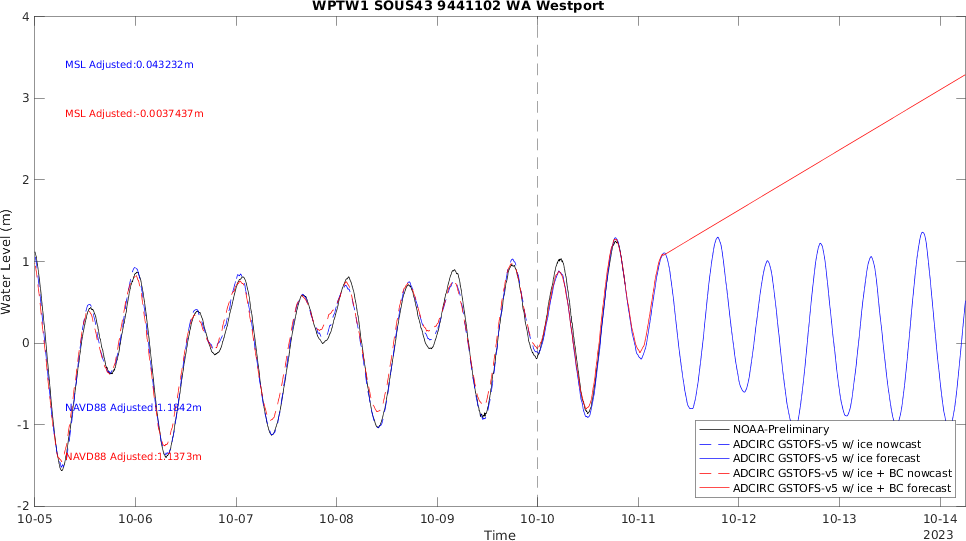 WPTW1 SOUS43 9441102 WA Westport
4
3
2
1
0
-1
-2
Water Level (m)
MSL Adjusted:0.043232m
MSL Adjusted:-0.0037437m
NAVD88 Adjusted:1.1842m
NAVD88 Adjusted:1.1373m
NOAA-Preliminary
ADCIRC GSTOFS-v5 w/ ice nowcast
ADCIRC GSTOFS-v5 w/ ice forecast
ADCIRC GSTOFS-v5 w/ ice + BC nowcast
ADCIRC GSTOFS-v5 w/ ice + BC forecast
10-05 10-06 10-07 10-08 10-09 10-10 10-11 10-12 10-13 10-14
2023
Time